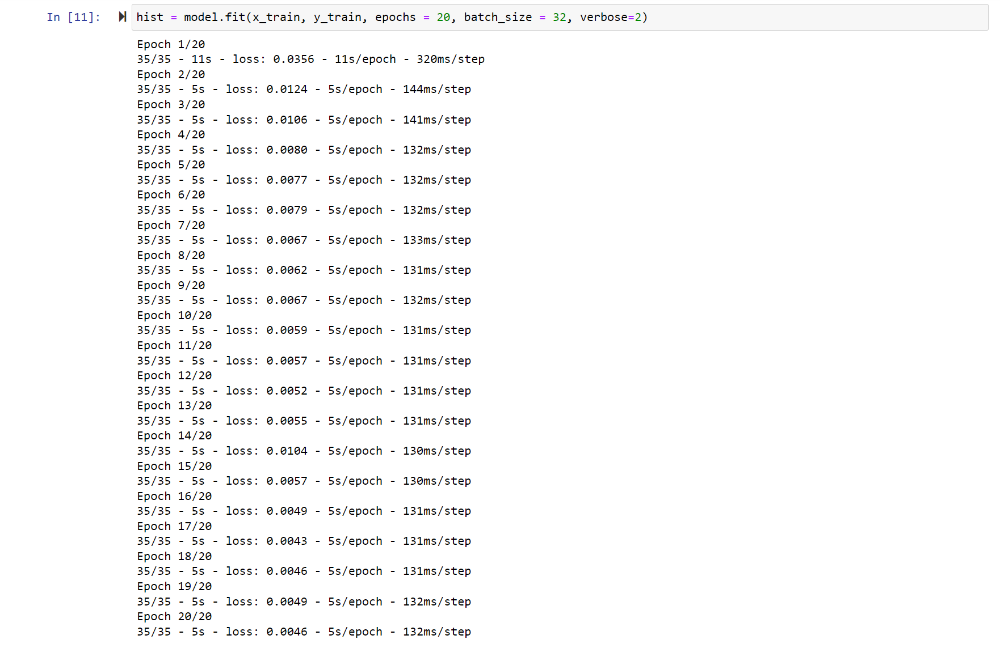 In [11]: hist = model.fit(x_train, y_train, epochs = 20, batch_size = 32, verbose=2)
Epoch 1/20
35/35 - 11s - loss: 0.0356 - 11s/epoch - 320ms/step
Epoch 2/20
35/35 - 5s - loss: 0.0124 - 5s/epoch - 144ms/step
Epoch 3/20
35/35 - 5s - loss: 0.0106 - 5s/epoch - 141ms/step
Epoch 4/20
35/35 - 5s - loss: 0.0080 - 5s/epoch - 132ms/step
Epoch 5/20
35/35 - 5s - loss: 0.0077 - 5s/epoch - 132ms/step
Epoch 6/20
35/35 - 5s - loss: 0.0079 - 5s/epoch - 132ms/step
Epoch 7/20
35/35 - 5s - loss: 0.0067 - 5s/epoch - 133ms/step
Epoch 8/20
35/35 - 5s - loss: 0.0062 - 5s/epoch - 131ms/step
Epoch 9/20
35/35 - 5s - loss: 0.0067 - 5s/epoch - 132ms/step
Epoch 10/20
35/35 - 5s - loss: 0.0059 - 5s/epoch - 131ms/step
Epoch 11/20
35/35 - 5s - loss: 0.0057 - 5s/epoch - 131ms/step
Epoch 12/20
35/35 - 5s - loss: 0.0052 - 5s/epoch - 131ms/step
Epoch 13/20
35/35 - 5s - loss: 0.0055 - 5s/epoch - 131ms/step
Epoch 14/20
35/35 - 5s - loss: 0.0104 - 5s/epoch - 130ms/step
Epoch 15/20
35/35 - 5s - loss: 0.0057 - 5s/epoch - 130ms/step
Epoch 16/20
35/35 - 5s - loss: 0.0049 - 5s/epoch - 131ms/step
Epoch 17/20
35/35 - 5s - loss: 0.0043 - 5s/epoch - 131ms/step
Epoch 18/20
35/35 - 5s - loss: 0.0046 - 5s/epoch - 131ms/step
Epoch 19/20
35/35 - 5s - loss: 0.0049 - 5s/epoch - 132ms/step
Epoch 20/20
35/35 - 5s - loss: 0.0046 - 5s/epoch - 132ms/step